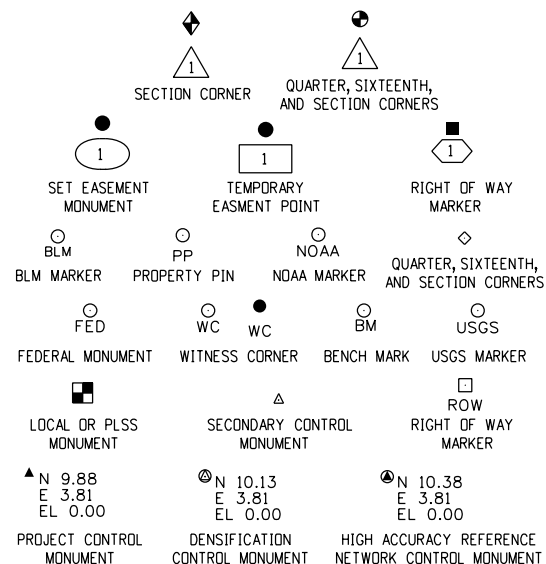 1
SECTION CORNER
1
QUARTER, SIXTEENTH,
AND SECTION CORNERS
1
SET EASEMENT
MONUMENT
1
TEMPORARY
EASMENT POINT
1
RIGHT OF WAY
MARKER
BLM
BLM MARKER
PP
PROPERTY PIN
NOAA
NOAA MARKER
QUARTER, SIXTEENTH,
AND SECTION CORNERS
FED
FEDERAL MONUMENT
WC WC
WITNESS CORNER
BM
BENCH MARK
USGS
USGS MARKER
LOCAL OR PLSS
MONUMENT
SECONDARY CONTROL
MONUMENT
ROW
RIGHT OF WAY
MARKER
N 9.88
E 3.81
EL 0.00
PROJECT CONTROL
MONUMENT
N 10.13
E 3.81
EL 0.00
DENSIFICATION
CONTROL MONUMENT
N 10.38
E 3.81
EL 0.00
HIGH ACCURACY REFERENCE
NETWORK CONTROL MONUMENT